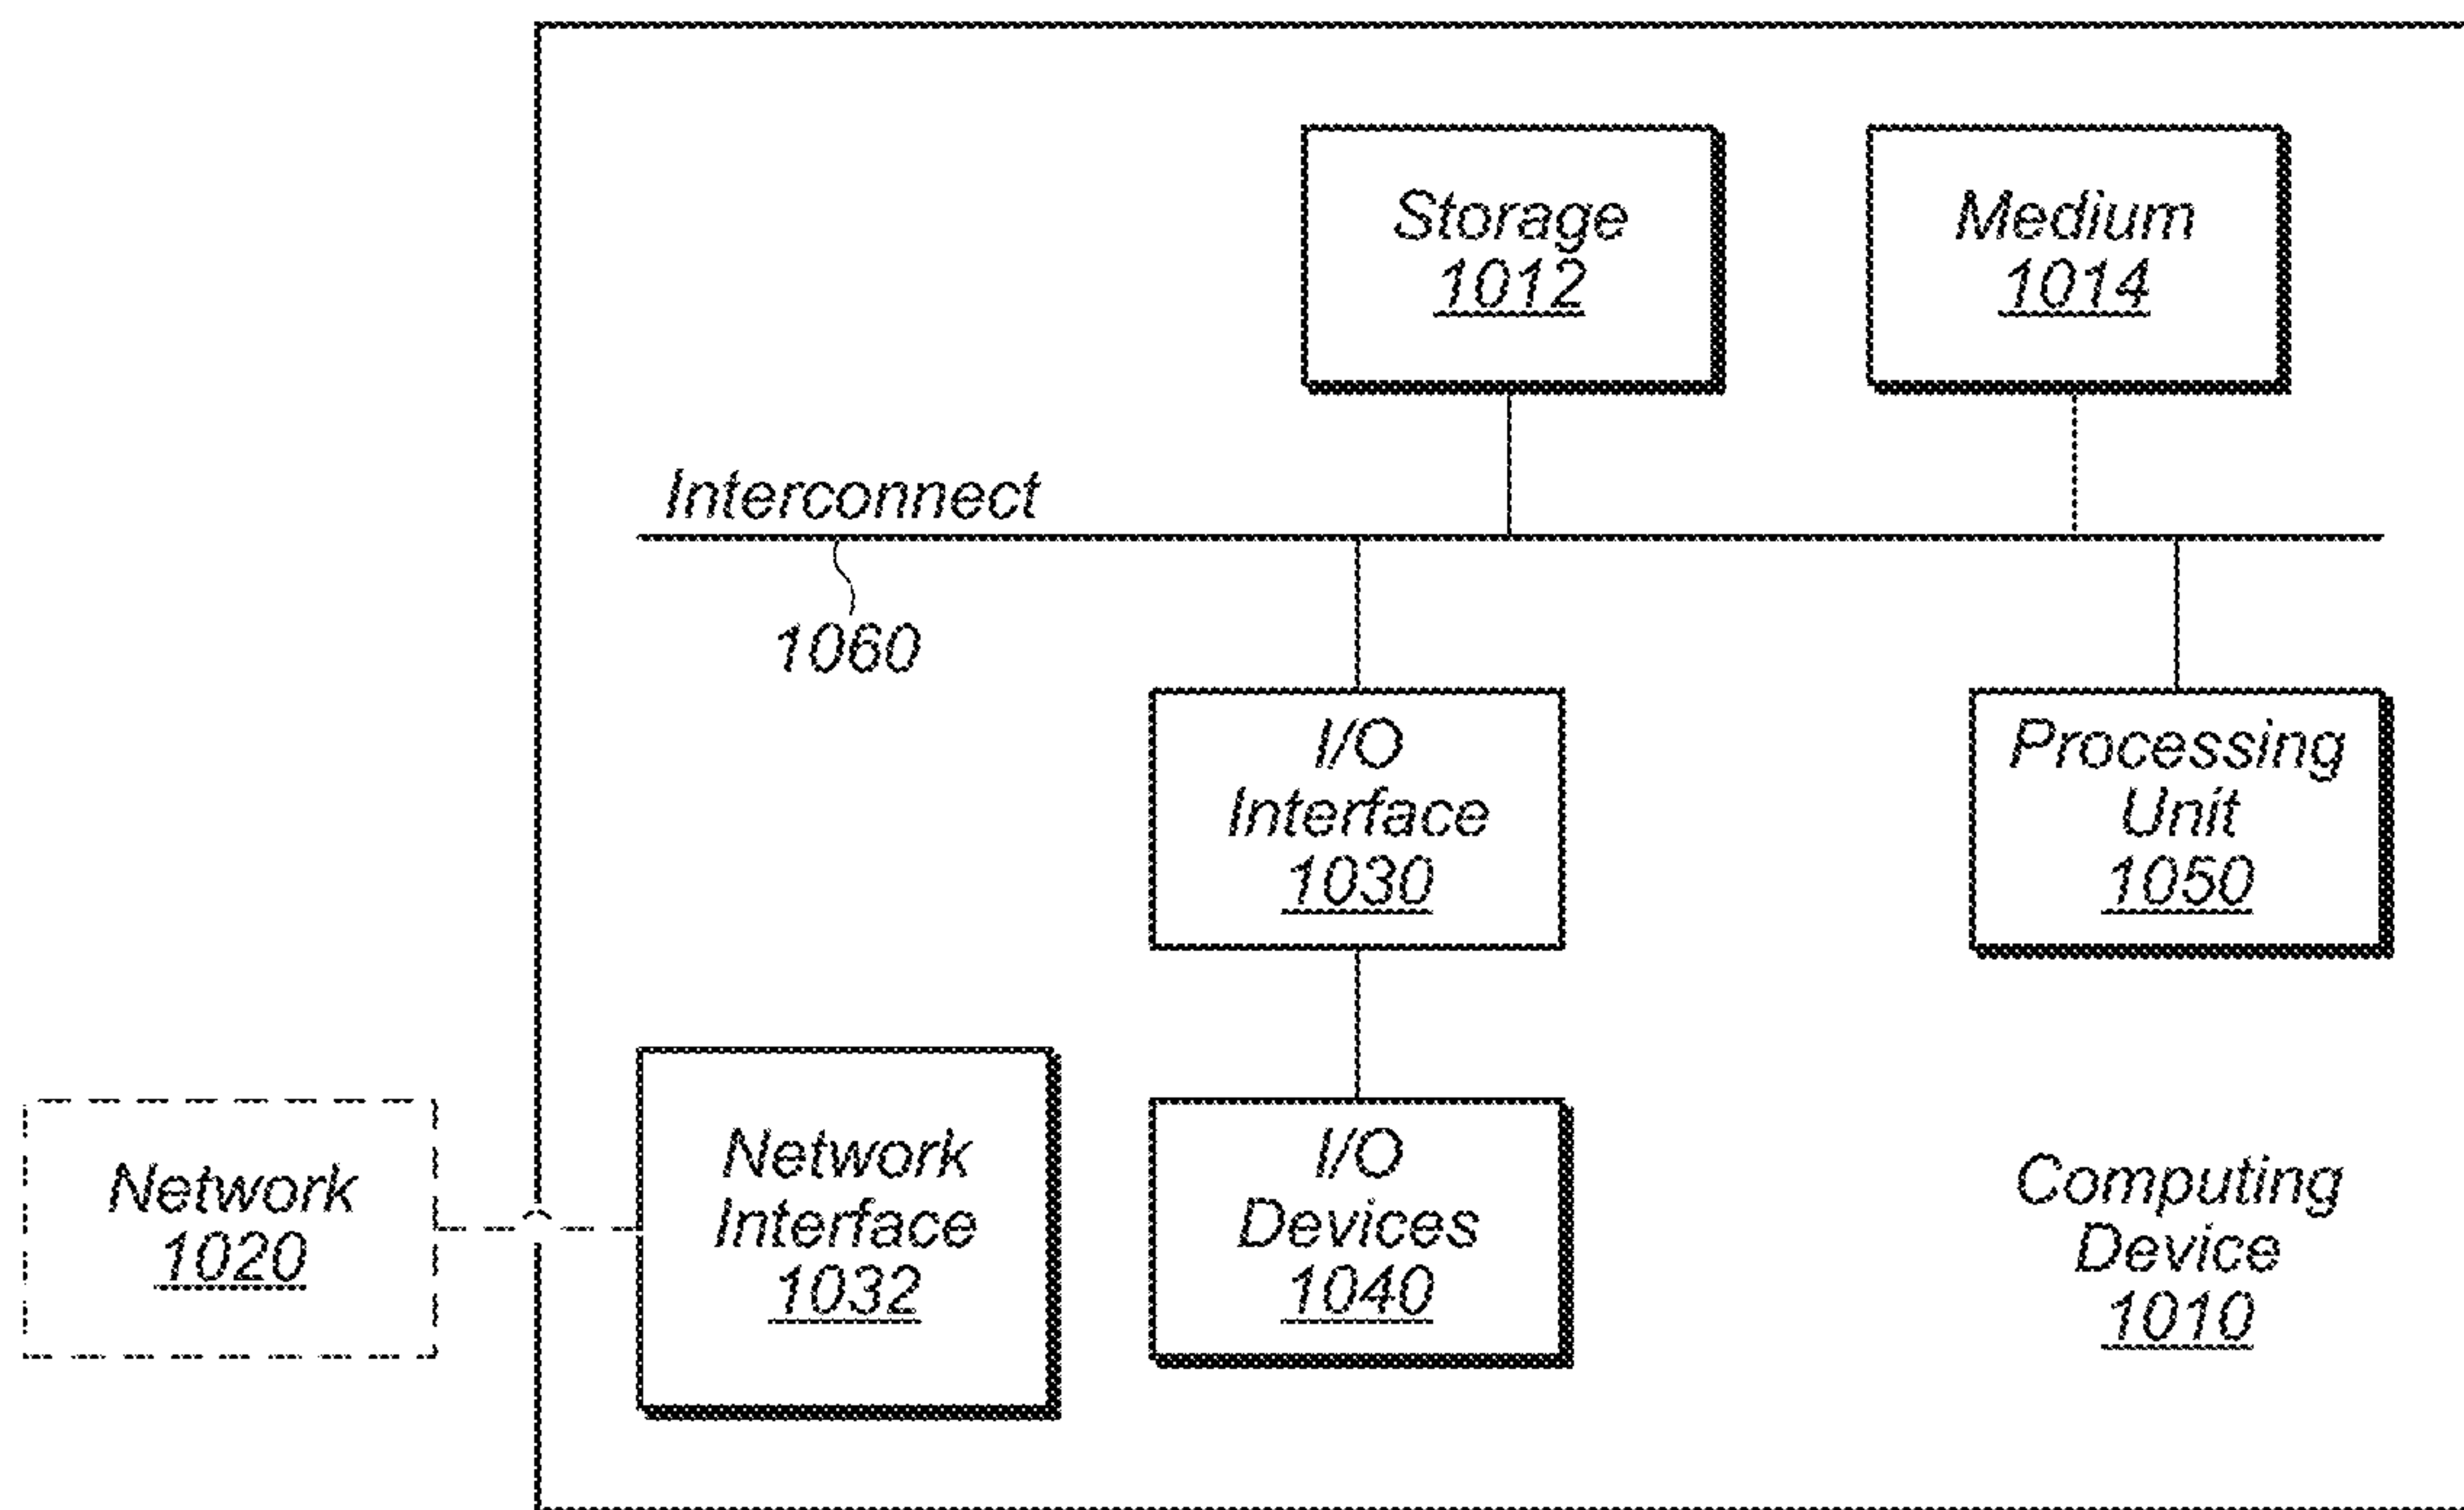 Storage
1012
Medium
1014
Interconnect
1060
I/O
Interface
1030
Processing
Unit
1050
Network
1020
Network
Interface
1032
I/O
Devices
1040
Computing
Device
1010